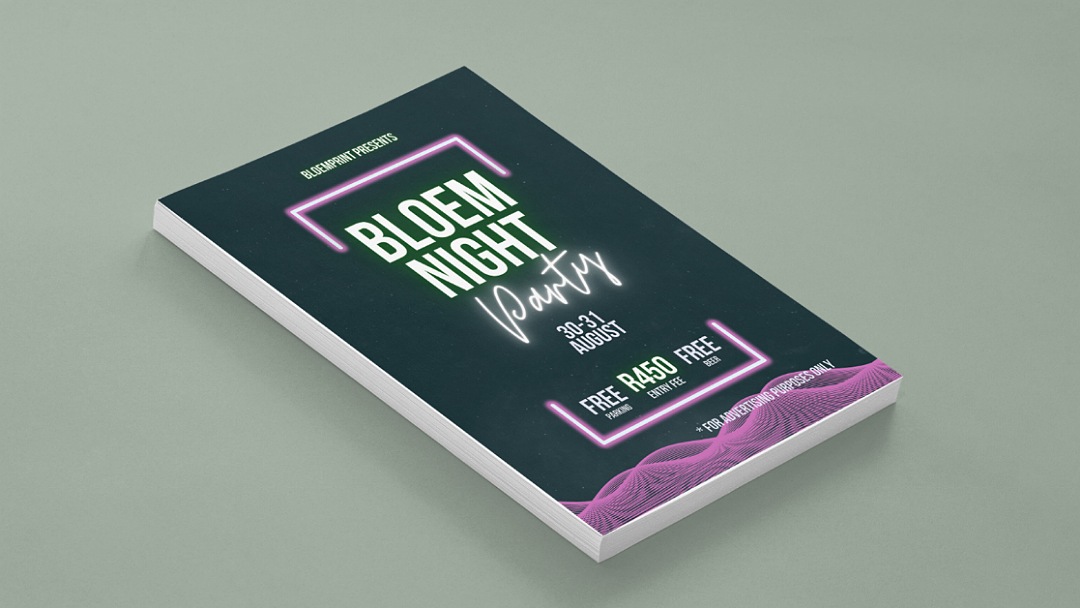 BLOEMPRINT PRESENTS
BLOEM
NIGHT
Party
30-31
AUGUST
FREE R450 FREE
PARKING ENTRY FEE BEER
* FOR ADVERTISING PURPOSES ONLY